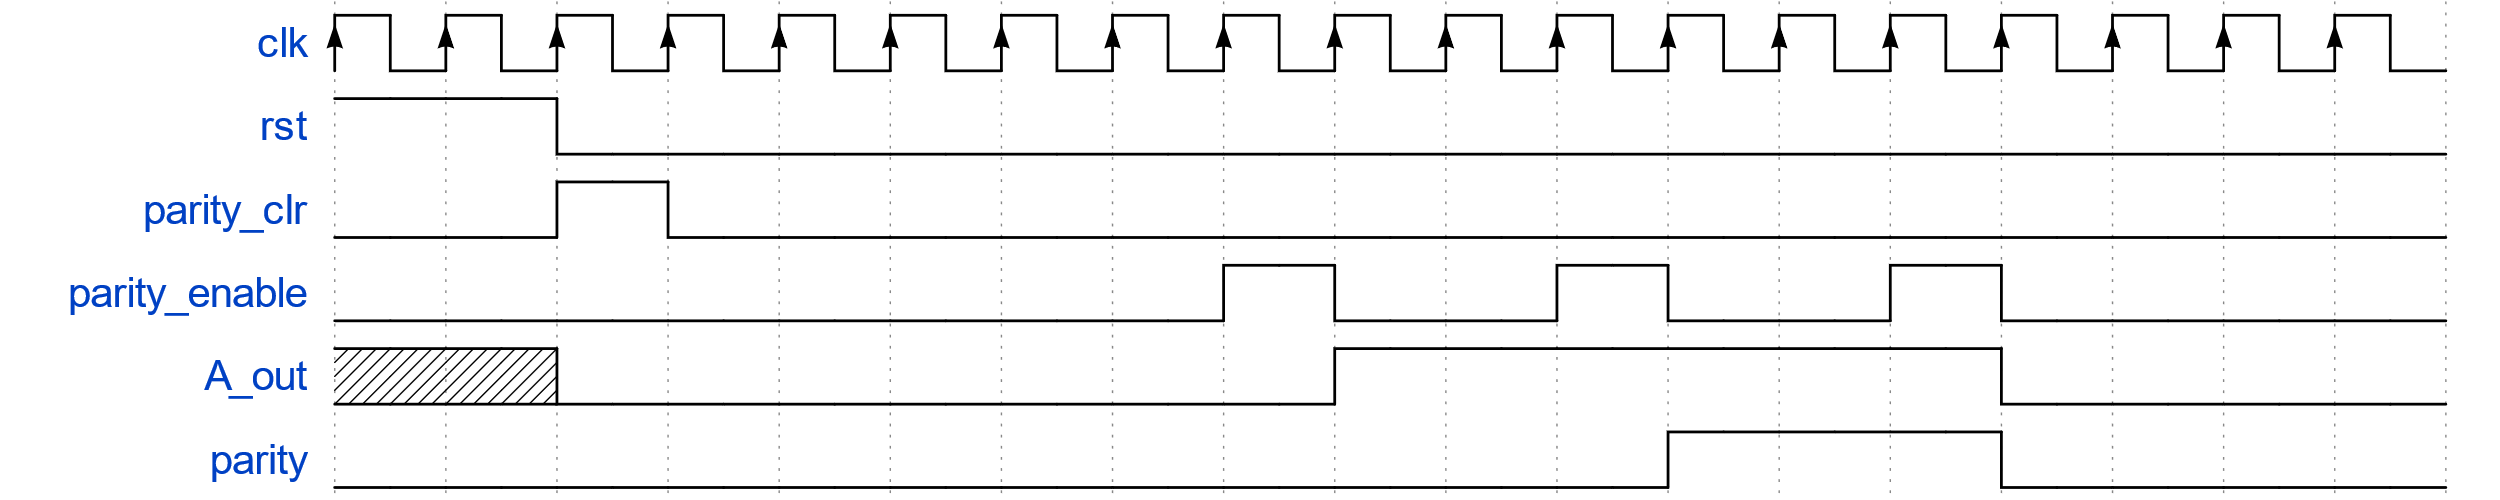 clk
rst
parity_clr
parity_enable
A_out
parity